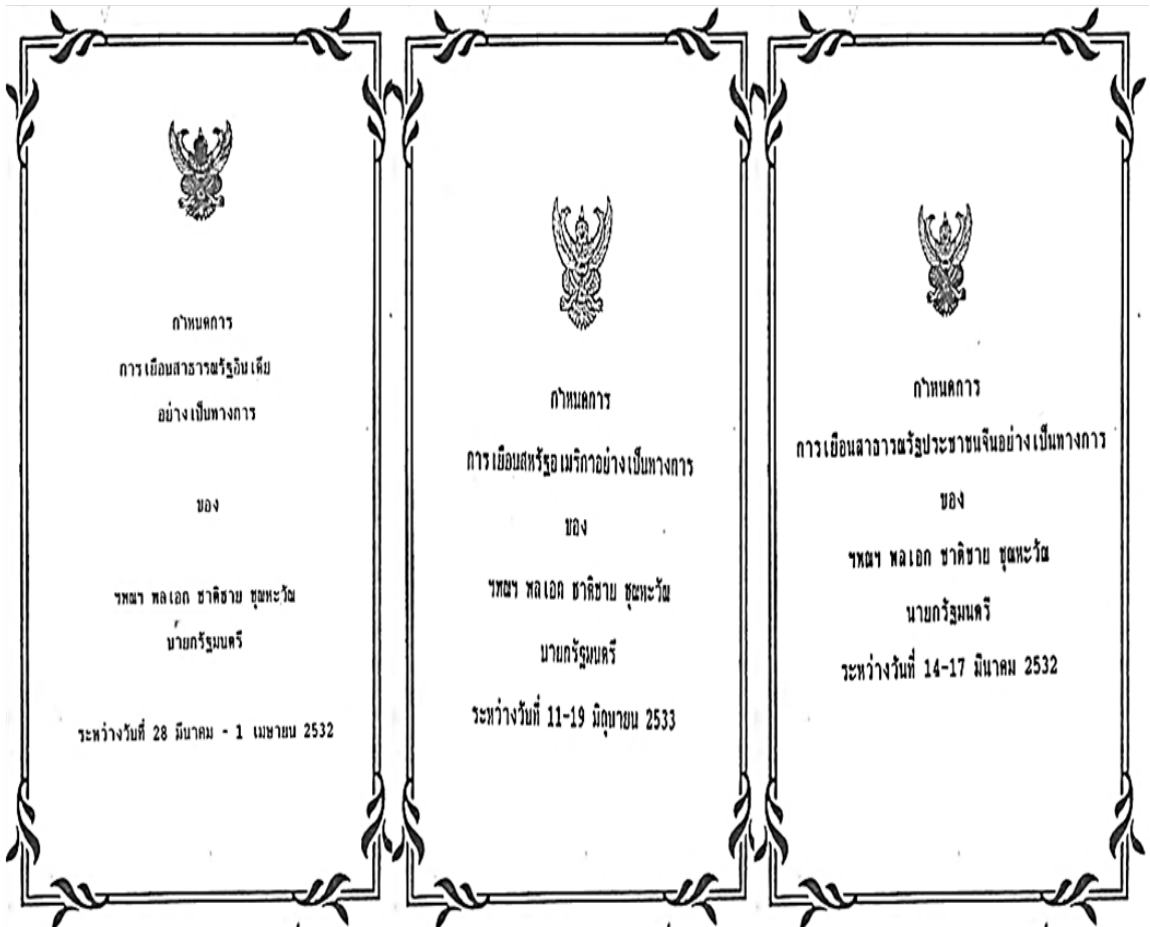 กำหนดการ
การเยือนสาธารณรัฐอินเดีย
อย่างเป็นทางการ
ของ
ฯพณฯ พลเอก ชาติชาย ชุณหะวัณ
นายกรัฐมนตรี
ระหว่างวันที่ 28 มีนาคม - 1 เมษายน 2532
กำหนดการ
การเยือนสหรัฐอเมริกาอย่างเป็นทางการ
ของ
ฯพณฯ พลเอก ชาติชาย ชุณหะวัณ
นายกรัฐมนตรี
ระหว่างวันที่ 11-19 มิถุนายน 2533
กำหนดการ
การเยือนสาธารณรัฐประชาชนจีนอย่างเป็นทางการ
ของ
ฯพณฯ พลเอก ชาติชาย ชุณหะวัณ
นายกรัฐมนตรี
ระหว่างวันที่ 14-17 มีนาคม 2532